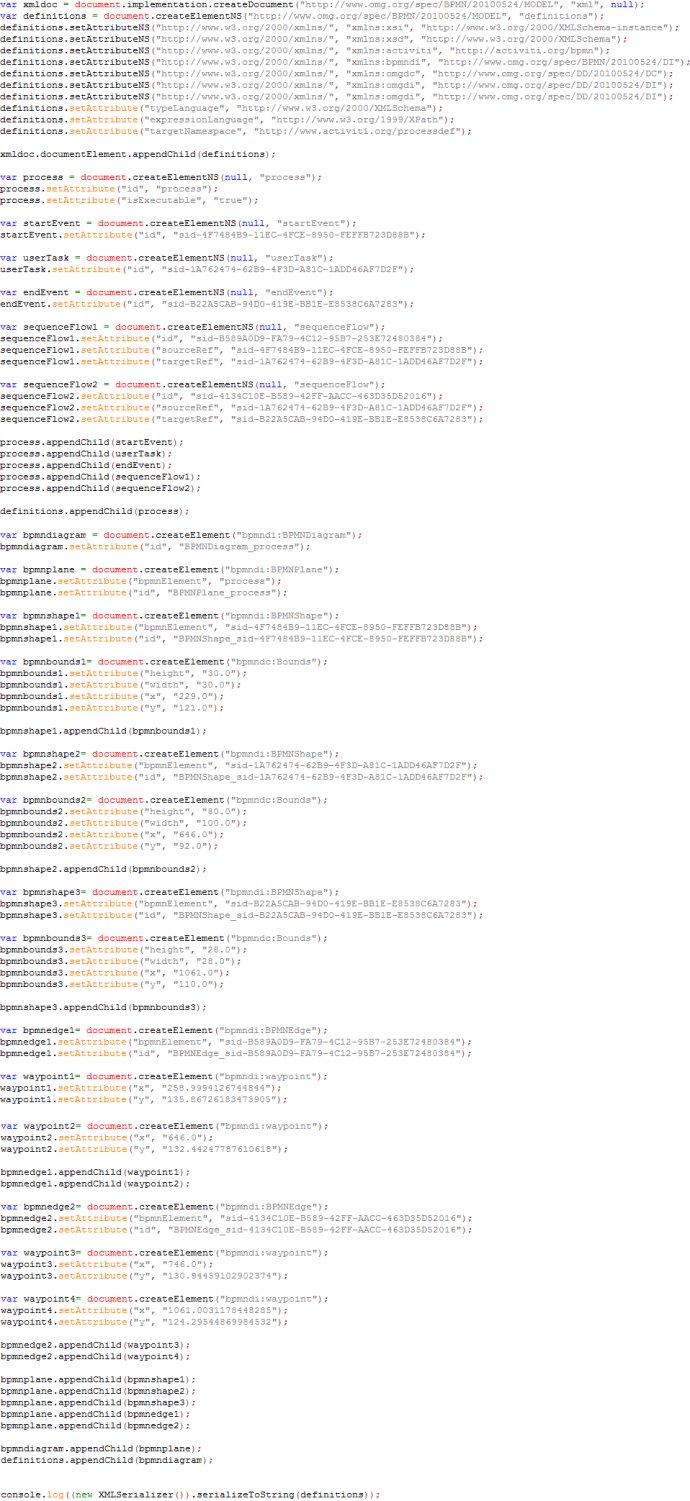 var xmldoc = document.implementation.createDocument("http://www.omg.org/spec/BPMN/20100524/MODEL", "xml", null);
var definitions = document.createElementNS("http://www.omg.org/spec/BPMN/20100524/MODEL", "definitions");
definitions.setAttributeNS("http://www.w3.org/2000/xmlns/", "xmlns:xsi", "http://www.w3.org/2000/XMLSchema-instance");
definitions.setAttributeNS("http://www.w3.org/2000/xmlns/", "xmlns:xsd", "http://www.w3.org/2000/XMLSchema");
definitions.setAttributeNS("http://www.w3.org/2000/xmlns/", "xmlns:activiti", "http://activiti.org/bpmn");
definitions.setAttributeNS("http://www.w3.org/2000/xmlns/", "xmlns:bpmndi", "http://www.omg.org/spec/BPMN/20100524/DI");
definitions.setAttributeNS("http://www.w3.org/2000/xmlns/", "xmlns:omgdc", "http://www.omg.org/spec/DD/20100524/DC");
definitions.setAttributeNS("http://www.w3.org/2000/xmlns/", "xmlns:omgdi", "http://www.omg.org/spec/DD/20100524/DI");
definitions.setAttributeNS("http://www.w3.org/2000/xmlns/", "xmlns:omgdi", "http://www.omg.org/spec/DD/20100524/DI");
definitions.setAttribute("typeLanguage", "http://www.w3.org/2000/XMLSchema");
definitions.setAttribute("expressionLanguage", "http://www.w3.org/1999/XPath");
definitions.setAttribute("targetNamespace", "http://www.activiti.org/processdef");
xmldoc.documentElement.appendChild(definitions);
var process = document.createElementNS(null, "process");
process.setAttribute("id", "process");
process.setAttribute("isExecutable", "true");
var startEvent= document.createElementNS(null, "startEvent");
startEvent.setAttribute("id", "sid-4F7484B9-11EC-4FCE-8950-FEFFB723D88B");
var userTask = document.createElementNS(null, "userTask");
userTask.setAttribute("id", "sid-1A762474-62B9-4F3D-A81C-1ADD46AF7D2F");
var endEvent = document.createElementNS(null, "endEvent");
endEvent.setAttribute("id", "sid-B22A5CAB-94D0-419E-BB1E-E8538C6A7283");
var sequenceFlow1 = document.createElementNS(null, "sequenceFlow");
sequenceFlow1.setAttribute("id", "sid-B589A0D9-FA79-4C12-95B7-253E72480384");
sequenceFlow1.setAttribute("sourceRef", "sid-4F7484B9-11EC-4FCE-8950-FEFFB723D88B");
sequenceFlow1.setAttribute("targetRef", "sid-1A762474-62B9-4F3D-A81C-1ADD46AF7D2F");
var sequenceFlow2 = document.createElementNS(null, "sequenceFlow");
sequenceFlow2.setAttribute("id", "sid-4134C10E-B589-42FF-AACC-463D35D52016");
sequenceFlow2.setAttribute("sourceRef", "sid-1A762474-62B9-4F3D-A81C-1ADD46AF7D2F");
sequenceFlow2.setAttribute("targetRef", "sid-B22A5CAB-94D0-419E-BB1E-E8538C6A7283");
process.appendChild(startEvent);
process.appendChild(userTask);
process.appendChild(endEvent);
process.appendChild(sequenceFlow1);
process.appendChild(sequenceFlow2);
definitions.appendChild(process);
var bpmndiagram = document.createElement("bpmndi:BPMNDiagram");
bpmndiagram.setAttribute("id", "BPMNDiagram_process");
var bpmnplane = document.createElement("bpmndi:BPMNPlane");
bpmnplane.setAttribute("bpmnElement", "process");
bpmnplane.setAttribute("id", "BPMNPlane_process");
var bpmnshape1= document.createElement("bpmndi:BPMNShape");
bpmnshape1.setAttribute("bpmnElement", "sid-4F7484B9-11EC-4FCE-8950-FEFFB723D88B");
bpmnshape1.setAttribute("id", "BPMNShape_sid-4F7484B9-11EC-4FCE-8950-FEFFB723D88B");
var bpmnbounds1= document.createElement("bpmndc:Bounds");
bpmnbounds1.setAttribute("height", "30.0");
bpmnbounds1.setAttribute("width", "30.0");
bpmnbounds1.setAttribute("x", "229.0");
bpmnbounds1.setAttribute("y", "121.0");
bpmnshape1.appendChild(bpmnbounds1);
var bpmnshape2= document.createElement("bpmndi:BPMNShape");
bpmnshape2.setAttribute("bpmnElement", "sid-1A762474-62B9-4F3D-A81C-1ADD46AF7D2F");
bpmnshape2.setAttribute("id", "BPMNShape_sid-1A762474-62B9-4F3D-A81C-1ADD46AF7D2F");
var bpmnbounds2= document.createElement("bpmndc:Bounds");
bpmnbounds2.setAttribute("height", "80.0");
bpmnbounds2.setAttribute("width", "100.0");
bpmnbounds2.setAttribute("x", "646.0");
bpmnbounds2.setAttribute("y", "92.0");
bpmnshape2.appendChild(bpmnbounds2);
var bpmnshape3= document.createElement("bpmndi:BPMNShape");
bpmnshape3.setAttribute("bpmnElement", "sid-B22A5CAB-94D0-419E-BB1E-E8538C6A7283");
bpmnshape3.setAttribute("id", "BPMNShape_sid-B22A5CAB-94D0-419E-BB1E-E8538C6A7283");
var bpmnbounds3= document.createElement("bpmndc:Bounds");
bpmnbounds3.setAttribute("height", "28.0");
bpmnbounds3.setAttribute("width", "28.0");
bpmnbounds3.setAttribute("x", "1061.0");
bpmnbounds3.setAttribute("y", "110.0");
bpmnshape3.appendChild(bpmnbounds3);
var bpmnedge1= document.createElement("bpmndi:BPMNEdge");
bpmnedge1.setAttribute("bpmnElement", "sid-B589A0D9-FA79-4C12-95B7-253E72480384");
bpmnedge1.setAttribute("id", "BPMNEdge_sid-B589A0D9-FA79-4C12-95B7-253E72480384");
var waypoint1= document.createElement("bpmndi:waypoint");
waypoint1.setAttribute("x", "258.9994126744844");
waypoint1.setAttribute("y", "135.86726183473905");
var waypoint2= document.createElement("bpmndi:waypoint");
waypoint2.setAttribute("x", "646.0");
waypoint2.setAttribute("y", "132.44247787610618");
bpmnedge1.appendChild(waypoint1);
bpmnedge1.appendChild(waypoint2);
var bpmnedge2= document.createElement("bpmndi:BPMNEdge");
bpmnedge2.setAttribute("bpmnElement", "sid-4134C10E-B589-42FF-AACC-463D35D52016");
bpmnedge2.setAttribute("id", "BPMNEdge_sid-4134C10E-B589-42FF-AACC-463D35D52016");
var waypoint3= document.createElement("bpmndi:waypoint");
waypoint3.setAttribute("x", "746.0");
waypoint3.setAttribute("y", "130.94459102902374");
var waypoint4= document.createElement("bpmndi:waypoint");
waypoint4.setAttribute("x", "1061.0031178448285");
waypoint4.setAttribute("y", "124.29544869984532");
bpmnedge2.appendChild(waypoint3);
bpmnedge2.appendChild(waypoint4);
bpmnplane.appendChild(bpmnshape1);
bpmnplane.appendChild(bpmnshape2);
bpmnplane.appendChild(bpmnshape3);
bpmnplane.appendChild(bpmnedge1);
bpmnplane.appendChild(bpmnedge2);
bpmndiagram.appendChild(bpmnplane);
definitions.appendChild(bpmndiagram);
console.log((new XMLSerializer()).serializeToString(definitions));